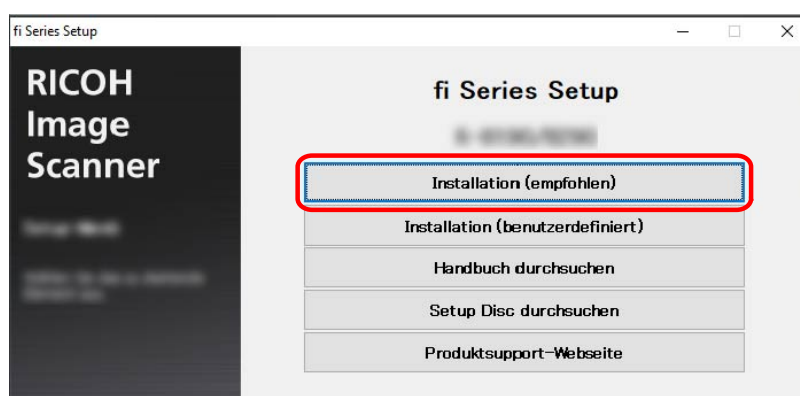 fi Series Setup
RICOH
Image
Scanner
fi Series Setup
Installation (empfohlen)
Installation (benutzerdefiniert)
Handbuch durchsuchen
Setup Disc durchsuchen
Produktsupport-Webseite